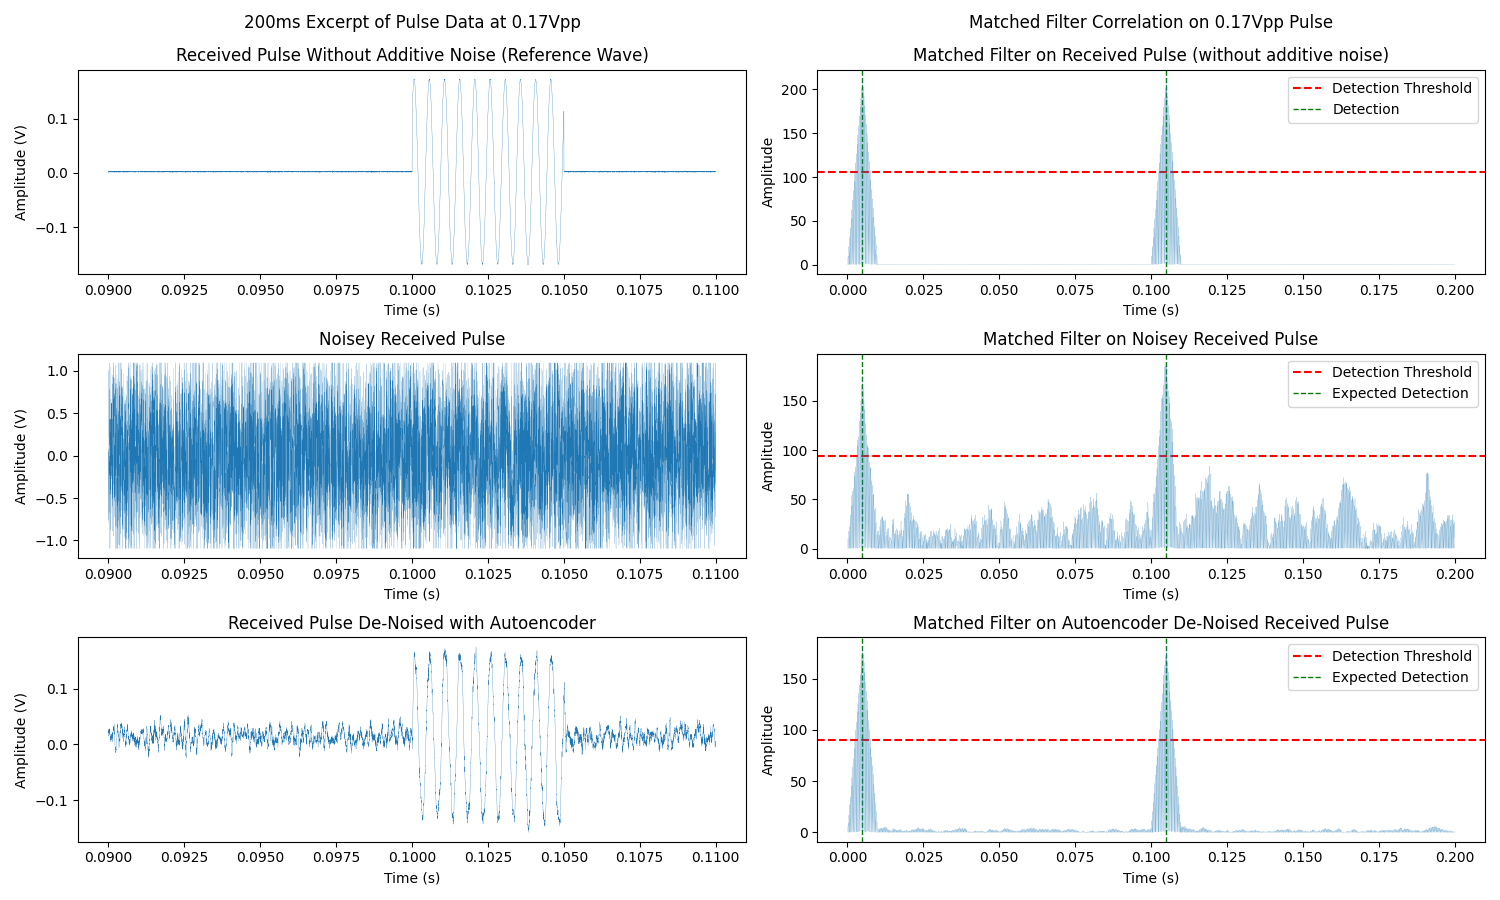 200ms Excerpt of Pulse Data at 0.17Vpp
Received Pulse Without Additive Noise (Reference Wave)
Amplitude (V)
0.1
0.0
−0.1
0.0900 0.0925 0.0950 0.0975 0.1000 0.1025 0.1050 0.1075 0.1100
Time (s)
Matched Filter Correlation on 0.17Vpp Pulse
Matched Filter on Received Pulse (without additive noise)
Amplitude
200
150
100
50
0
Detection Threshold
Detection
0.000 0.025 0.050 0.075 0.100 0.125 0.150 0.175 0.200
Time (s)
Noisey Received Pulse
Amplitude (V)
1.0
0.5
0.0
−0.5
−1.0
0.0900 0.0925 0.0950 0.0975 0.1000 0.1025 0.1050 0.1075 0.1100
Time (s)
Matched Filter on Noisey Received Pulse
Amplitude
150
100
50
0
Detection Threshold
Expected Detection
0.000 0.025 0.050 0.075 0.100 0.125 0.150 0.175 0.200
Time (s)
Received Pulse De-Noised with Autoencoder
Amplitude (V)
0.1
0.0
−0.1
0.0900 0.0925 0.0950 0.0975 0.1000 0.1025 0.1050 0.1075 0.1100
Time (s)
Matched Filter on Autoencoder De-Noised Received Pulse
Amplitude
150
100
50
0
Detection Threshold
Expected Detection
0.000 0.025 0.050 0.075 0.100 0.125 0.150 0.175 0.200
Time (s)